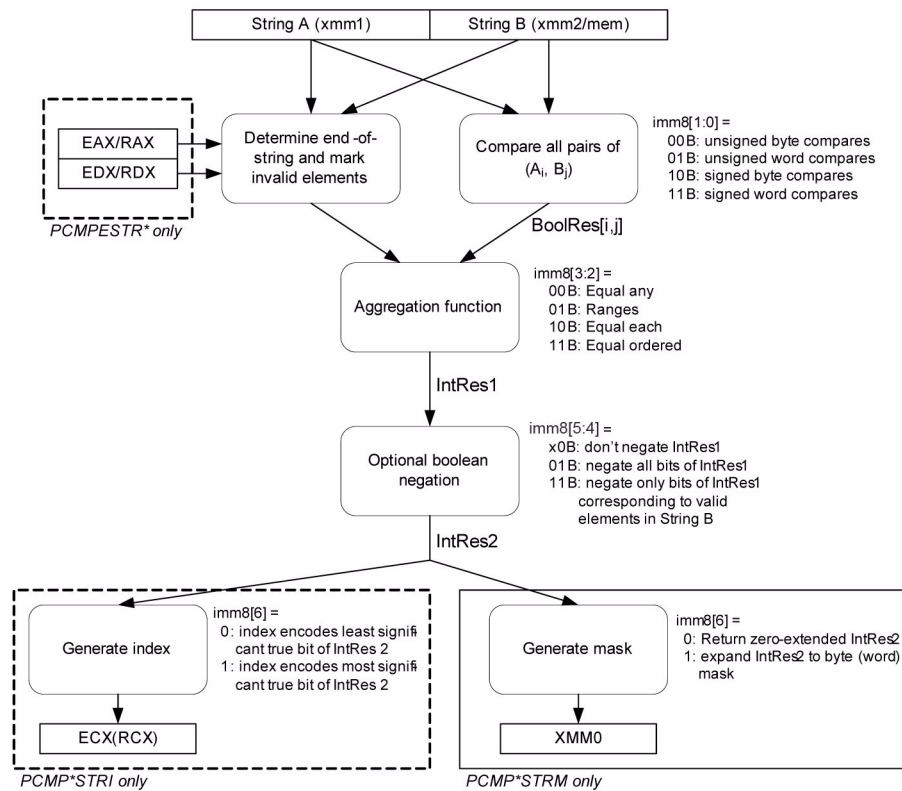 String A (xmm1)
String B (xmm2/mem)
EAX/RAX
EDX/RDX
PCMPESTR* only
Determine end -of-
string and mark
invalid elements
Compare all pairs of
(Ai, Bj)
imm8[1:0] =
00B: unsigned byte compares
01B: unsigned word compares
10B: signed byte compares
11B: signed word compares
BoolRes[i,j]
Aggregation function
imm8[3:2] =
00B: Equal any
01B: Ranges
10B: Equal each
11B: Equal ordered
IntRes1
Optional boolean
negation
imm8[5:4] =
x0B: don't negate IntRes1
01B: negate all bits of IntRes1
11B: negate only bits of IntRes1
corresponding to valid
elements in String B
IntRes2
Generate index
imm8[6] =
0: index encodes least signifi-
cant true bit of IntRes 2
1: index encodes most signifi-
cant true bit of IntRes 2
ECX(RCX)
PCMP*STRI only
Generate mask
imm8[6] =
0: Return zero-extended IntRes2
1: expand IntRes2 to byte (word)
mask
XMM0
PCMP*STRM only